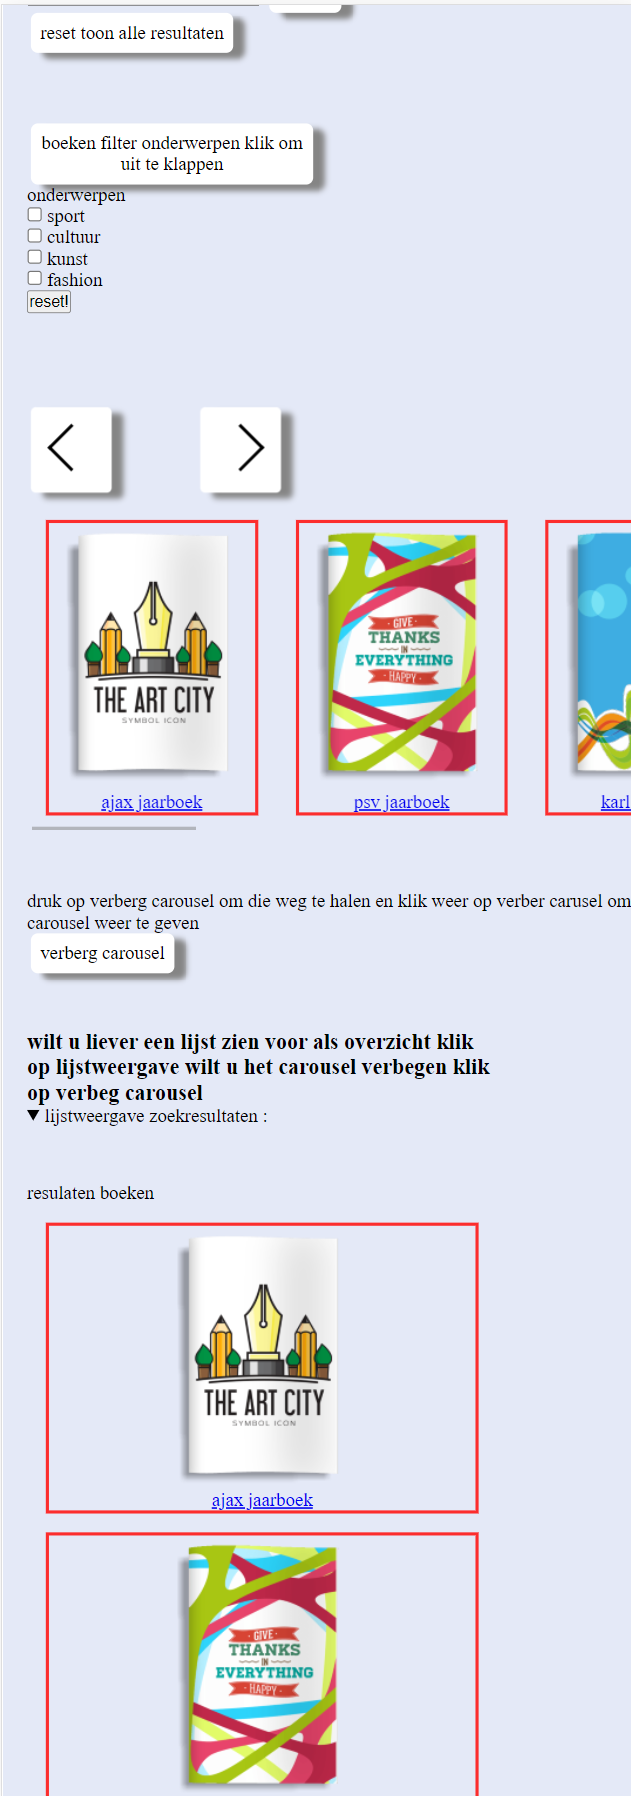 reset toon alle resultaten
boeken filter onderwerpen klik om
uit te klappen
onderwerpen
sport
cultuur
kunst
fashion
reset!
THE ART CITY
SYMBOL ICON
ajax jaarboek
· GIVE ·
THANKS
IN
EVERYTHING
· HAPPY ·
psv jaarboek
karl
druk op verberg carousel om die weg te halen en klik weer op verber carusel om
carousel weer te geven
verberg carousel
wilt u liever een lijst zien voor als overzicht klik
op lijstweergave wilt u het carousel verbegen klik
op verbeg carousel
▼ lijstweergave zoekresultaten :
resulaten boeken
THE ART CITY
SYMBOL ICON
ajax jaarboek
· GIVE ·
THANKS
IN
EVERYTHING
· HAPPY ·